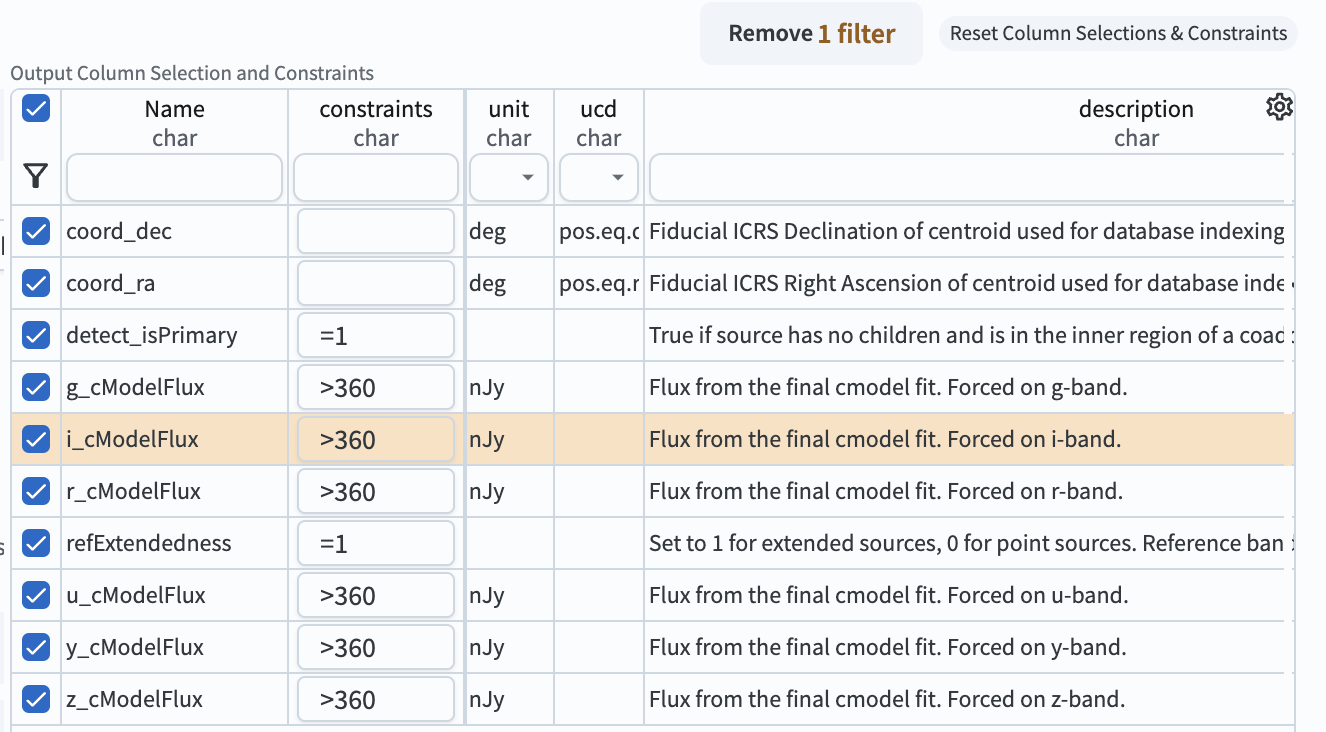 Remove 1 filter Reset Column Selections & Constraints
Output Column Selection and Constraints
Name constraints unit ucd description
char char char char char
coord_dec deg pos.eq.d Fiducial ICRS Declination of centroid used for database indexing
coord_ra deg pos.eq.r Fiducial ICRS Right Ascension of centroid used for database inde
detect_isPrimary =1 True if source has no children and is in the inner region of a coad
g_cModelFlux >360 nJy Flux from the final cmodel fit. Forced on g-band.
i_cModelFlux >360 nJy Flux from the final cmodel fit. Forced on i-band.
r_cModelFlux >360 nJy Flux from the final cmodel fit. Forced on r-band.
refExtendedness =1 Set to 1 for extended sources, 0 for point sources. Reference ban
u_cModelFlux >360 nJy Flux from the final cmodel fit. Forced on u-band.
y_cModelFlux >360 nJy Flux from the final cmodel fit. Forced on y-band.
z_cModelFlux >360 nJy Flux from the final cmodel fit. Forced on z-band.